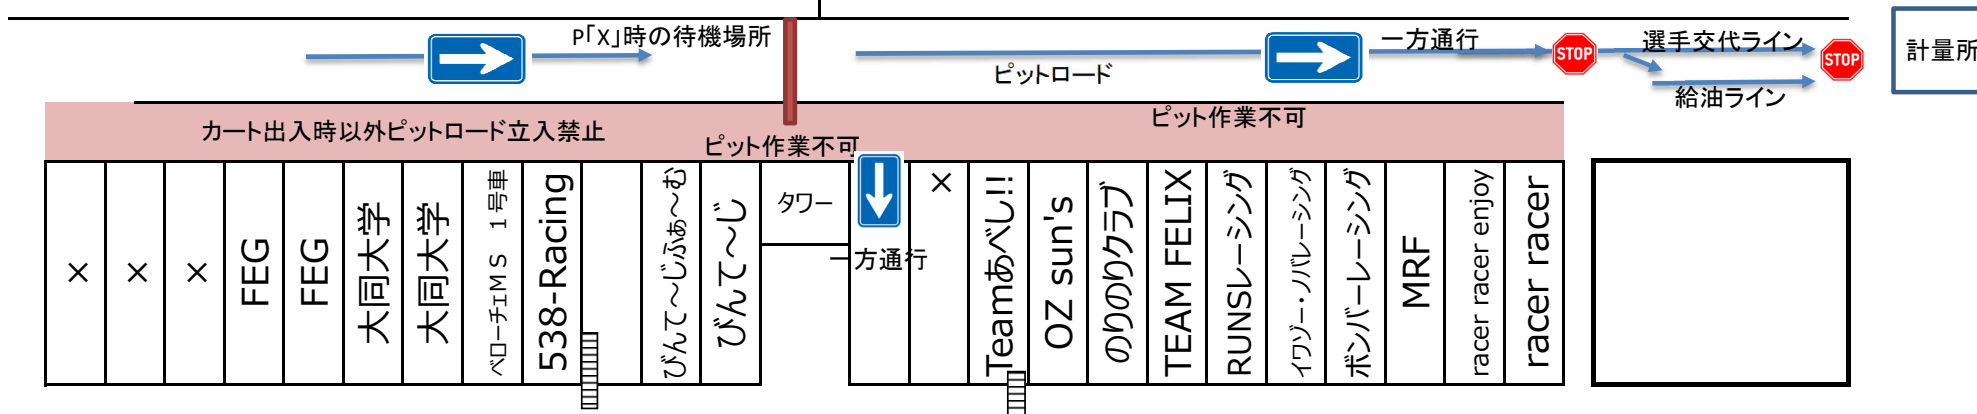 P「X」時の待機場所
一方通行
STOP
選手交代ライン
STOP
計量所
ピットロード
給油ライン
カート出入時以外ピットロード立入禁止
ピット作業不可
ピット作業不可
×
×
×
FEG
FEG
大同大学
大同大学
ベローチェMS 1号車
538-Racing
びんて～じふぁ～む
びんて～じ
タワー
一方通行
×
Teamあべし!!
OZ sun's
のりのりクラブ
TEAM FELIX
RUNSレーシング
イワゾー・ノバレーシング
ボンバーレーシング
MRF
racer racer enjoy
racer racer